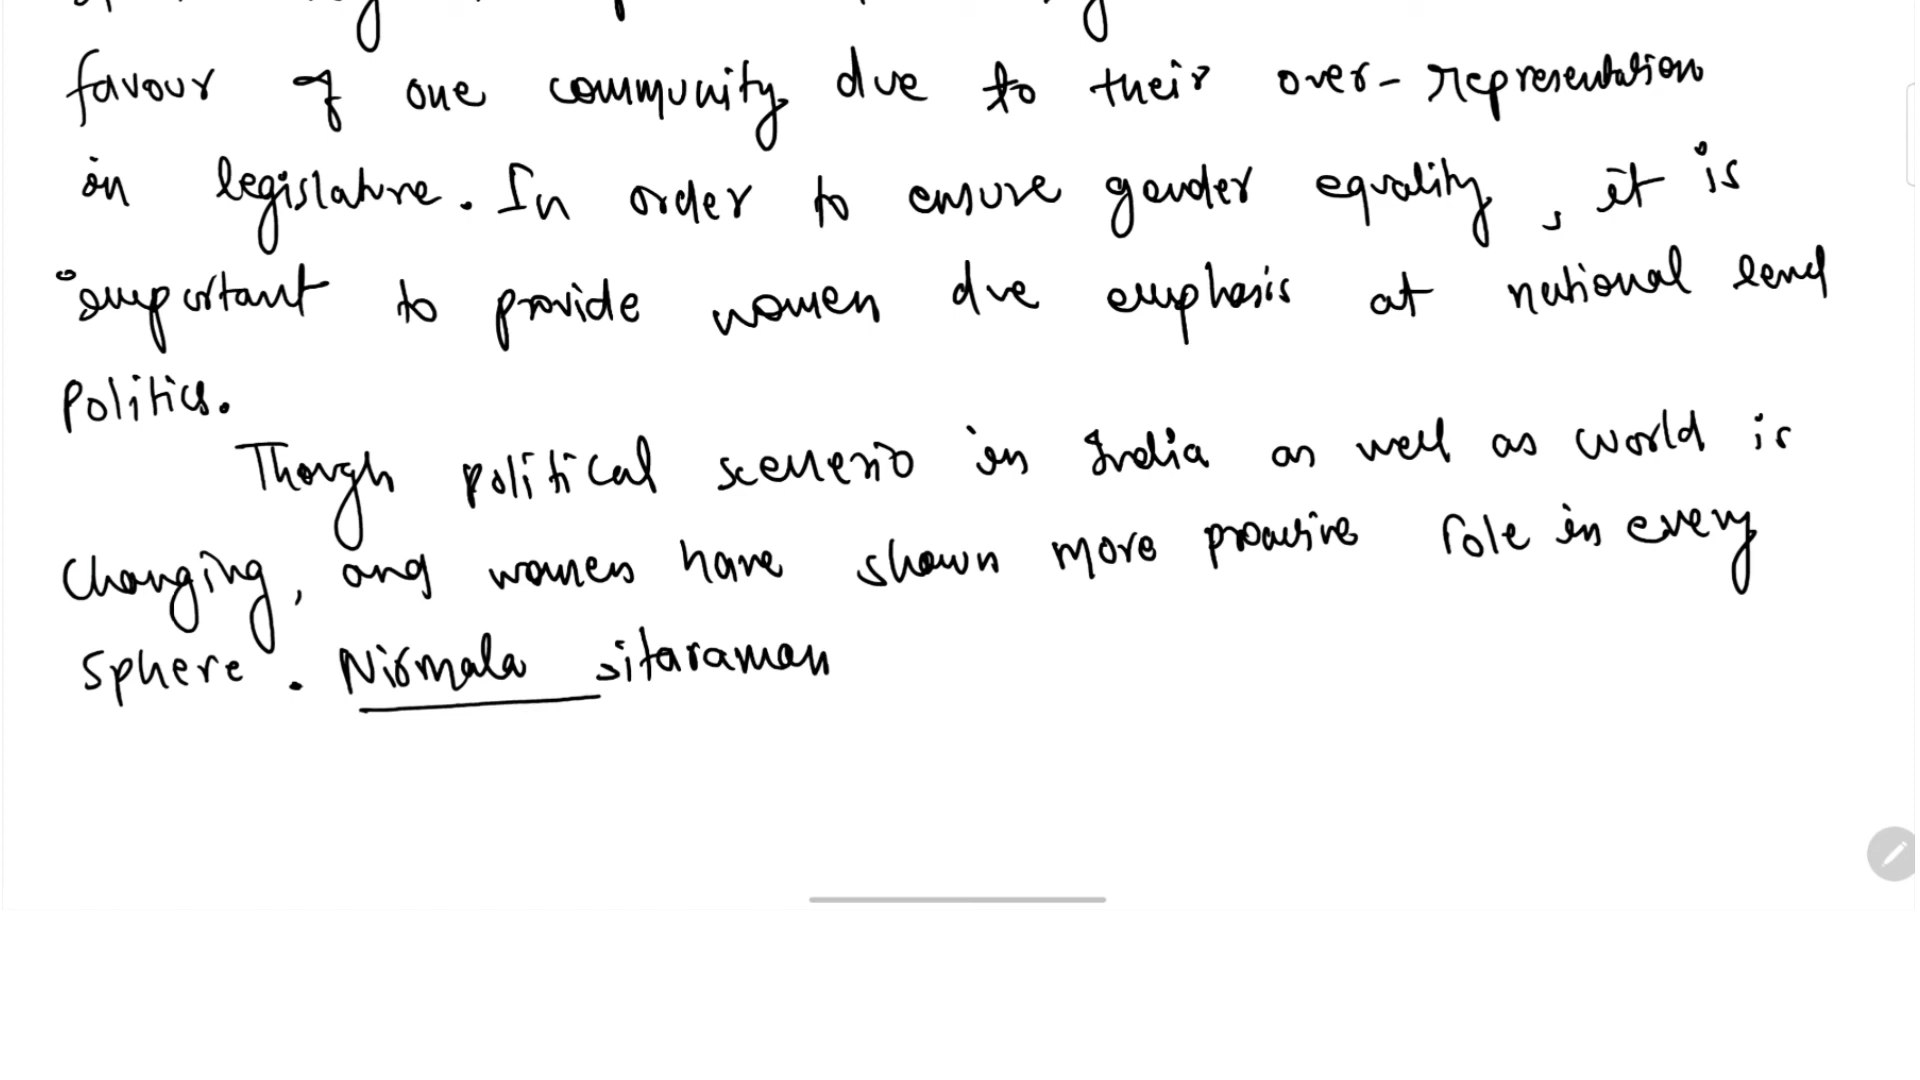 favour of one community due to their over-representation
in legislature. In order to ensure gender equality, it is
important to provide women due emphasis at national level
Politics.
Though political scenerio in India as well as world is
changing, and women have shown more proactive role in every
sphere. Nirmala sitaraman